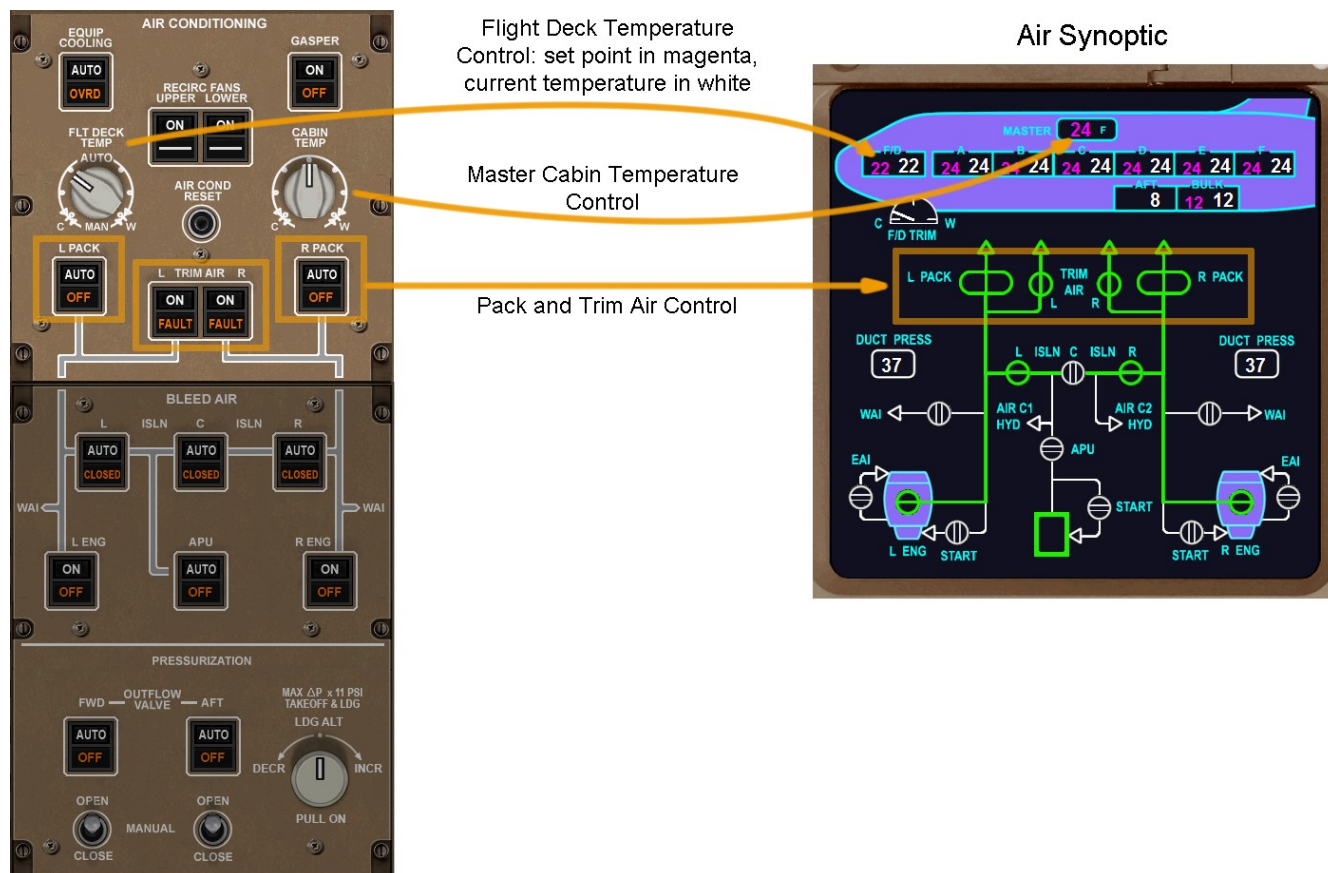 AIR CONDITIONING
EQUIP
COOLING
AUTO
OVRD
GASPER
ON
OFF
RECIRC FANS
UPPER LOWER
ON ON
FLT DECK
TEMP
AUTO
C MAN W
CABIN
TEMP
C W
AIR COND
RESET
L PACK
AUTO
OFF
L TRIM AIR R
ON ON
FAULT FAULT
R PACK
AUTO
OFF
BLEED AIR
L ISLN C ISLN R
AUTO AUTO AUTO
CLOSED CLOSED CLOSED
WAI WAI
L ENG APU R ENG
ON AUTO ON
OFF OFF OFF
PRESSURIZATION
FWD OUTFLOW AFT
VALVE
AUTO AUTO
OFF OFF
MAX △P x 11 PSI
TAKEOFF & LDG
LDG ALT
DECR INCR
PULL ON
OPEN OPEN
MANUAL
CLOSE CLOSE
Flight Deck Temperature
Control: set point in magenta,
current temperature in white
Master Cabin Temperature
Control
Pack and Trim Air Control
Air Synoptic
MASTER 24 F
F/D A B C D E F
22 22 24 24 24 24 24 24 24 24 24 24 24 24
AFT BULK
8 12 12
C W
F/D TRIM
L PACK TRIM AIR R PACK
L R
DUCT PRESS DUCT PRESS
37 37
L ISLN C ISLN R
WAI AIR C1 HYD AIR C2 HYD WAI
APU
EAI EAI
START
L ENG START START R ENG